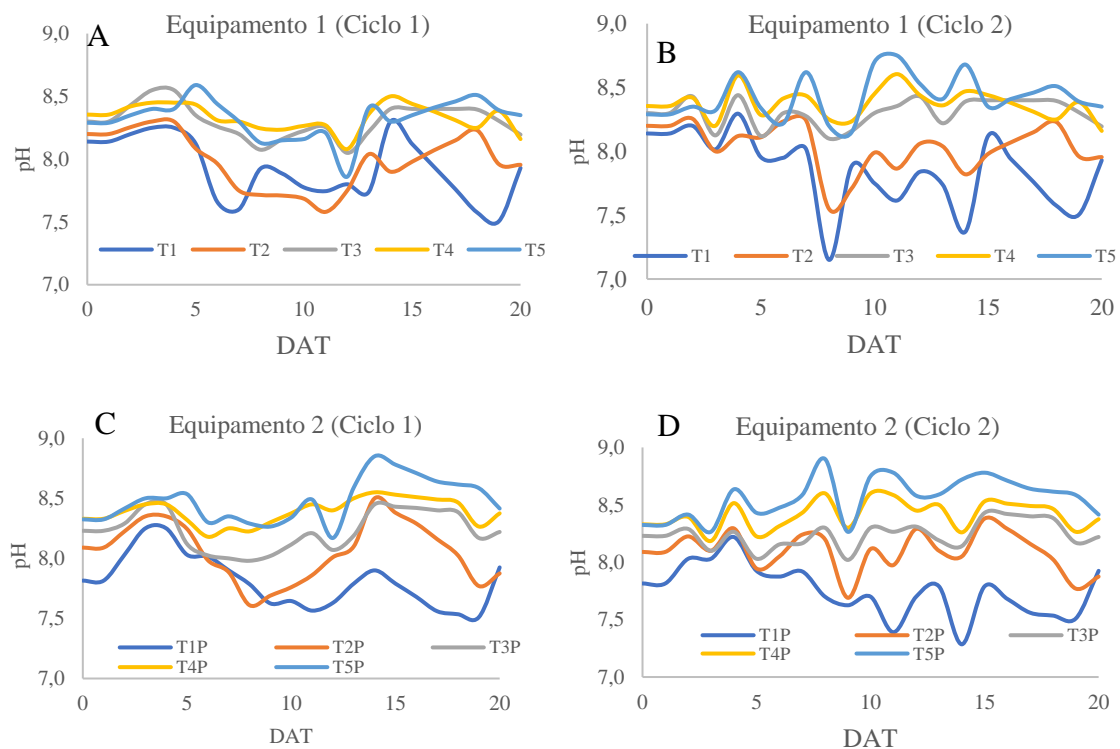 A
Equipamento 1 (Ciclo 1)
9,0
8,5
8,0
7,5
7,0
pH
T1 T2 T3 T4 T5
0 5 10 15 20
DAT
B
Equipamento 1 (Ciclo 2)
9,0
8,5
8,0
7,5
7,0
pH
T1 T2 T3 T4 T5
0 5 10 15 20
DAT
C
Equipamento 2 (Ciclo 1)
9,0
8,5
8,0
7,5
7,0
pH
T1P T2P T3P
T4P T5P
0 5 10 15 20
DAT
D
Equipamento 2 (Ciclo 2)
9,0
8,5
8,0
7,5
7,0
pH
T1P T2P T3P
T4P T5P
0 5 10 15 20
DAT